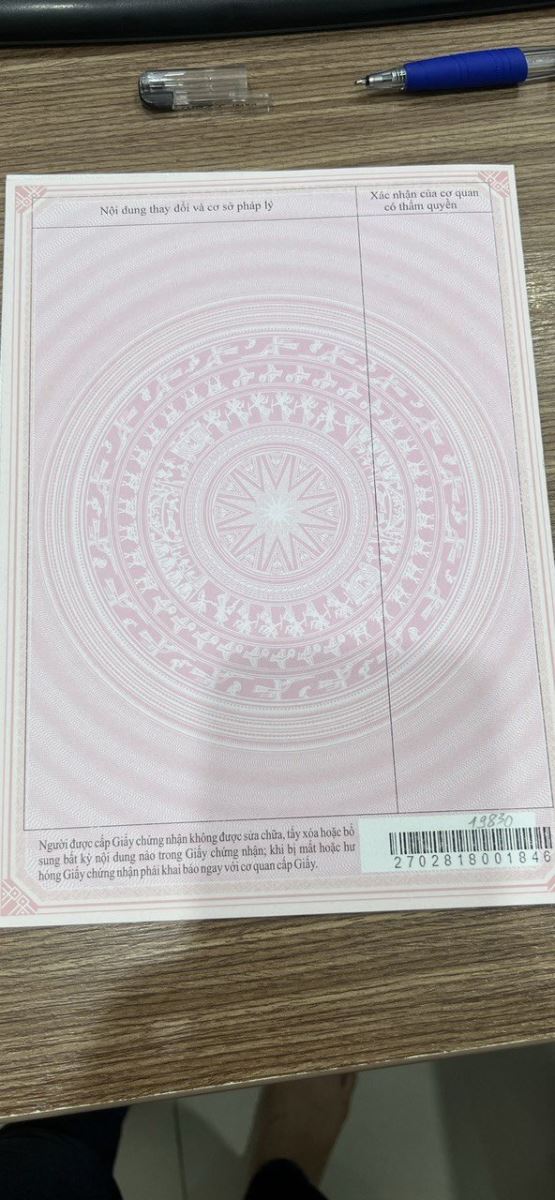 Nội dung thay đổi và cơ sở pháp lý
Xác nhận của cơ quan
có thẩm quyền
Người được cấp Giấy chứng nhận không được sửa chữa, tẩy xóa hoặc bổ
sung bất kỳ nội dung nào trong Giấy chứng nhận; khi bị mất hoặc hư
hỏng Giấy chứng nhận phải khai báo ngay với cơ quan cấp Giấy.
19830
2702818001846